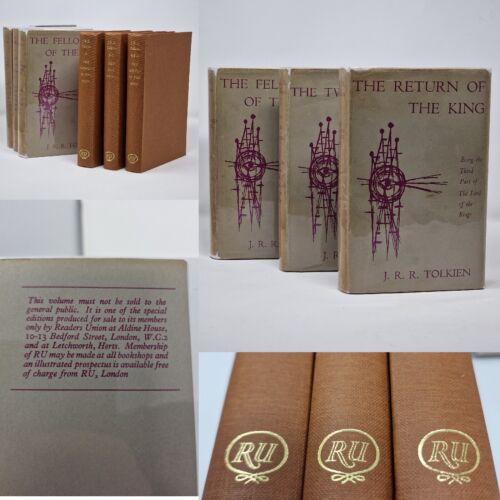 THE FELLO
OF THE
J. R. R. TO
RU
RU
RU
THE FEL
OF T
J. R. R.
THE TW
J. R.
THE RETURN OF
THE KING
Being the
Third
Part of
The Lord
of the
Rings
J. R. R. TOLKIEN
This volume must not be sold to the
general public. It is one of the special
editions produced for sale to its members
only by Readers Union at Aldine House,
10-13 Bedford Street, London, W.C.2
and at Letchworth, Herts. Membership
of RU may be made at all bookshops and
an illustrated prospectus is available free
of charge from RU, London
RU
RU
RU